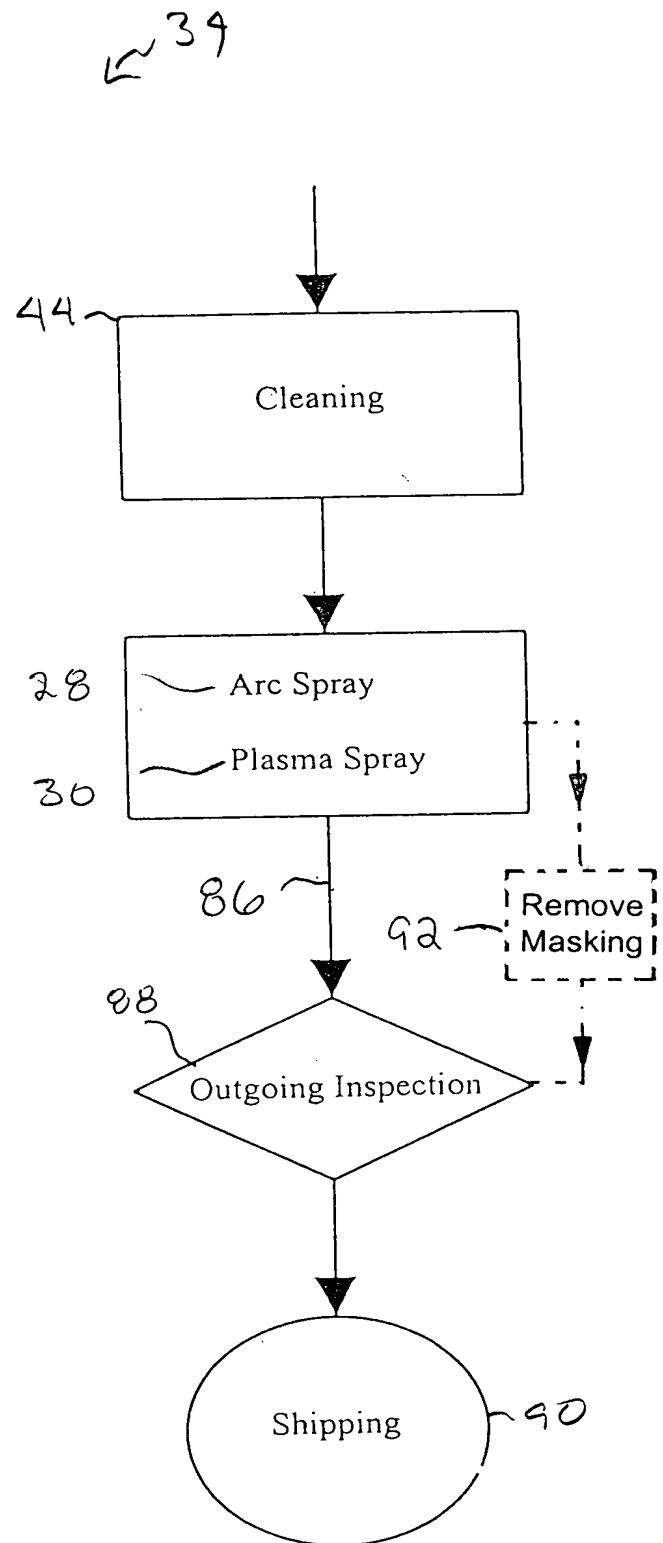 34
44
Cleaning
28 Arc Spray
30 Plasma Spray
86
92 Remove
Masking
88
Outgoing Inspection
Shipping
90